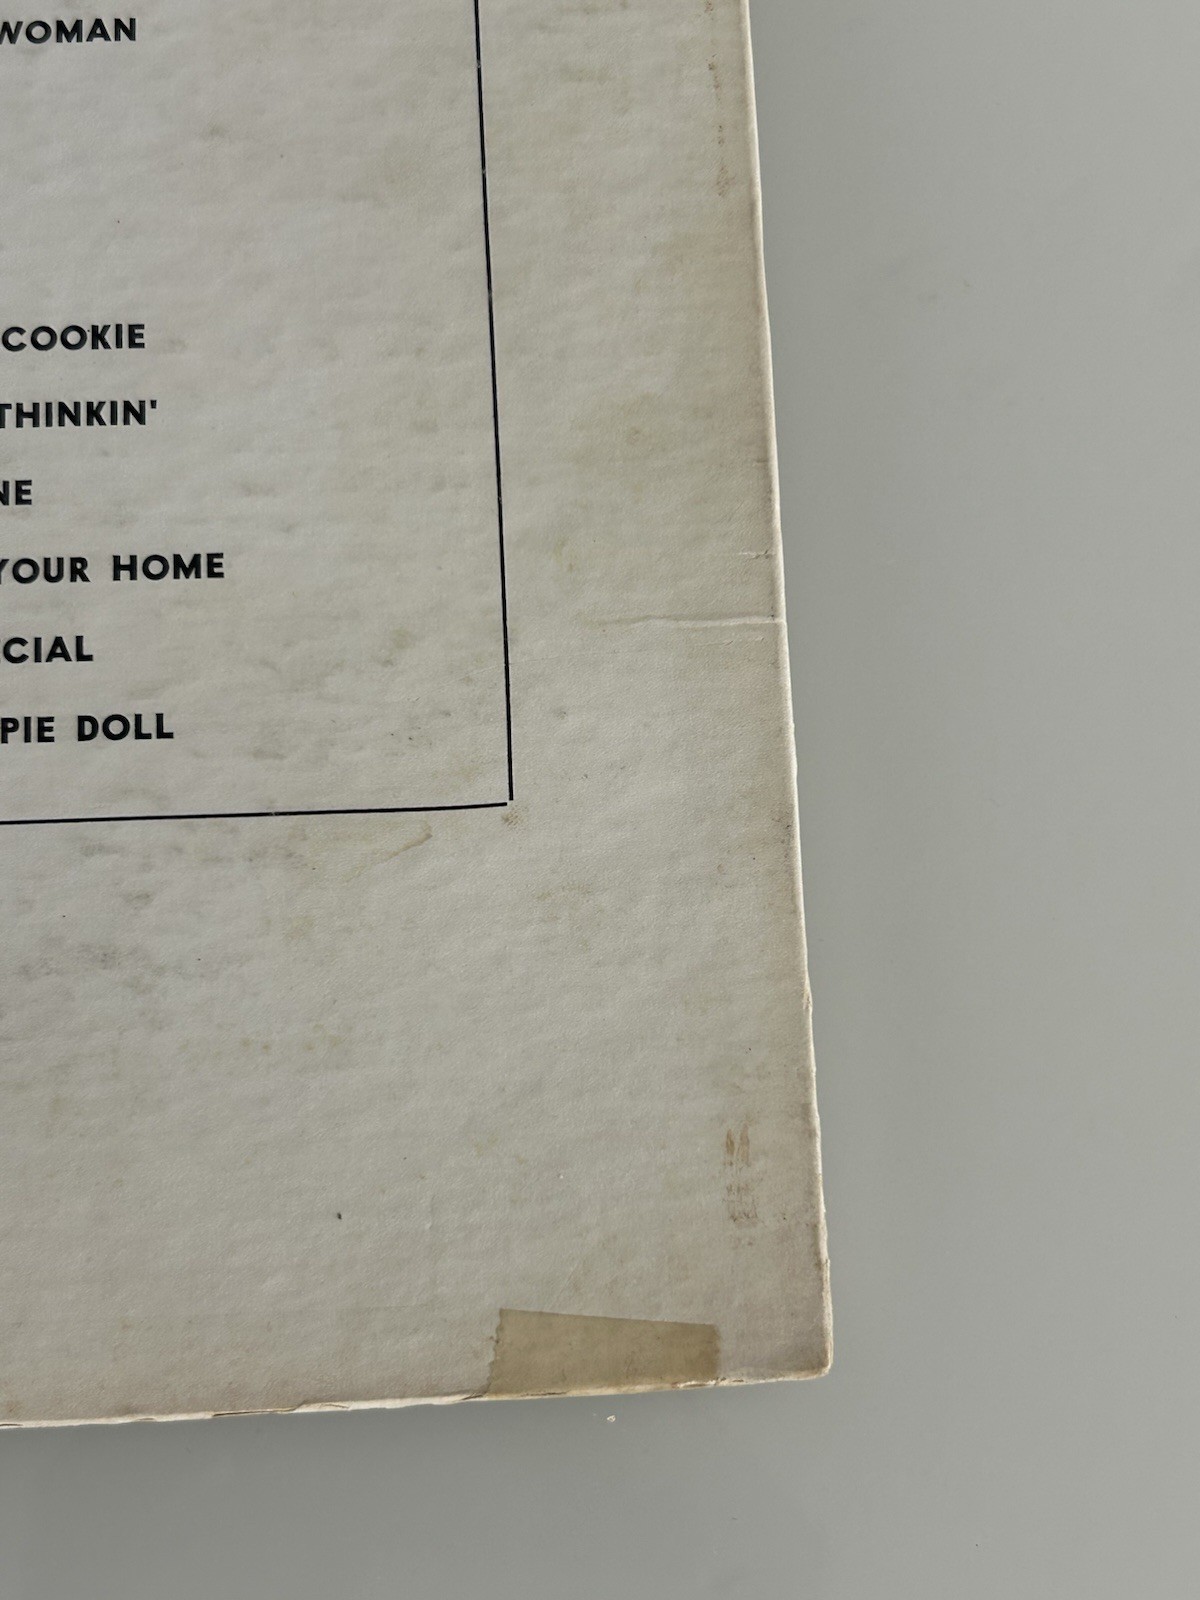 WOMAN
COOKIE
THINKIN'
NE
YOUR HOME
CIAL
PIE DOLL